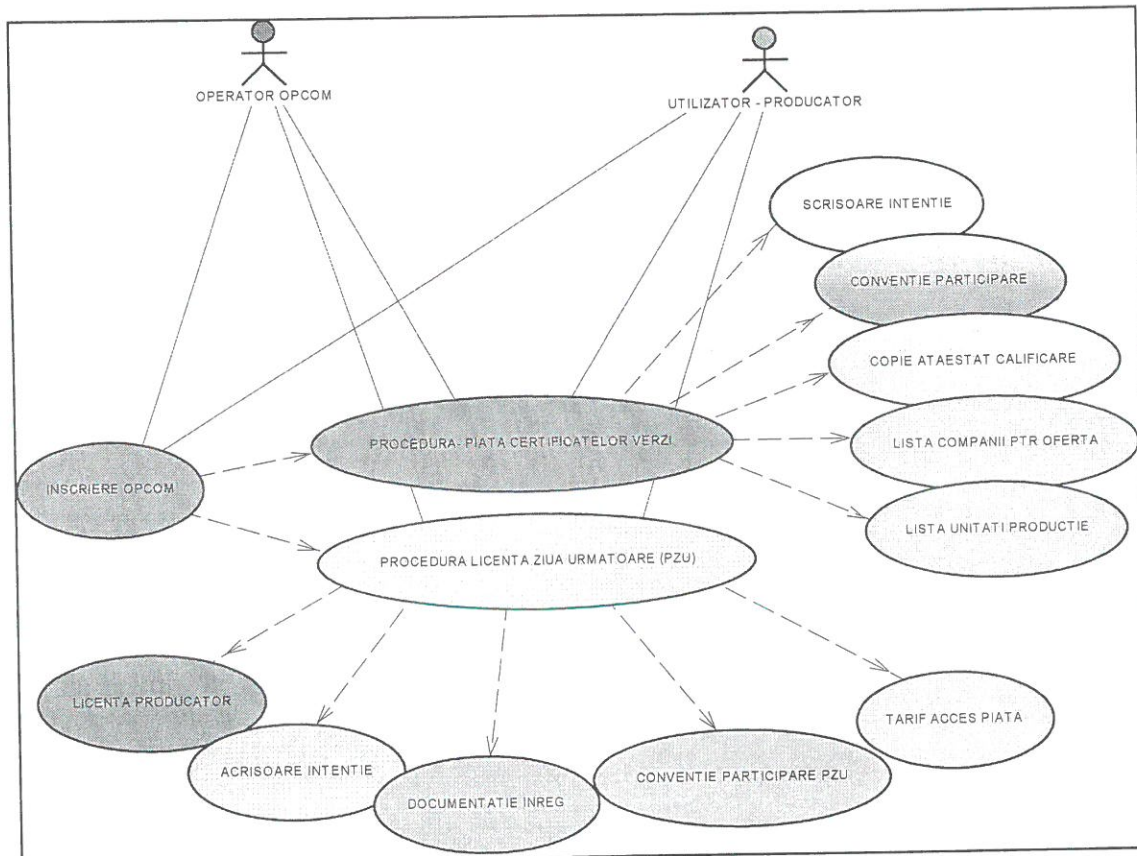 OPERATOR OPCOM
UTILIZATOR - PRODUCATOR
SCRISOARE INTENTIE
CONVENTIE PARTICIPARE
COPIE ATAESTAT CALIFICARE
PROCEDURA- PIATA CERTIFICATELOR VERZI
LISTA COMPANII PTR OFERTA
INSCRIERE OPCOM
LISTA UNITATI PRODUCTIE
PROCEDURA LICENTA ZIUA URMATOARE (PZU)
LICENTA PRODUCATOR
TARIF ACCES PIATA
ACRISOARE INTENTIE
CONVENTIE PARTICIPARE PZU
DOCUMENTATIE INREG